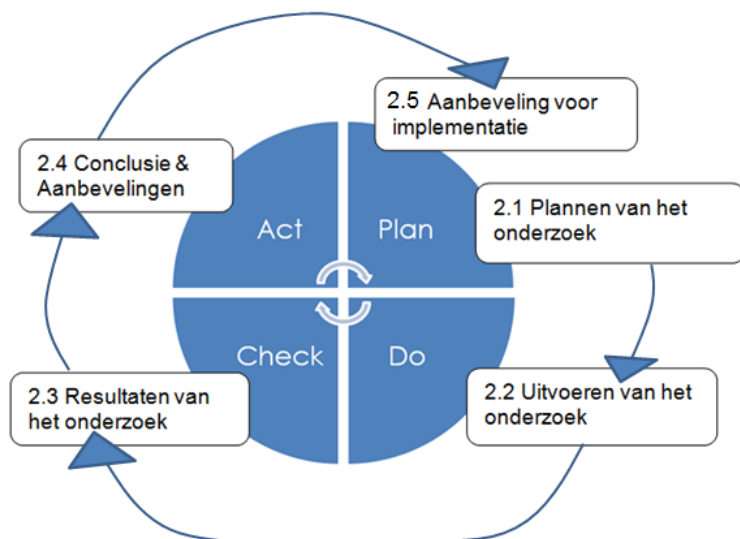 2.5 Aanbeveling voor
implementatie
2.4 Conclusie &
Aanbevelingen
2.1 Plannen van het
onderzoek
Act
Plan
Check
Do
2.3 Resultaten van
het onderzoek
2.2 Uitvoeren van het
onderzoek